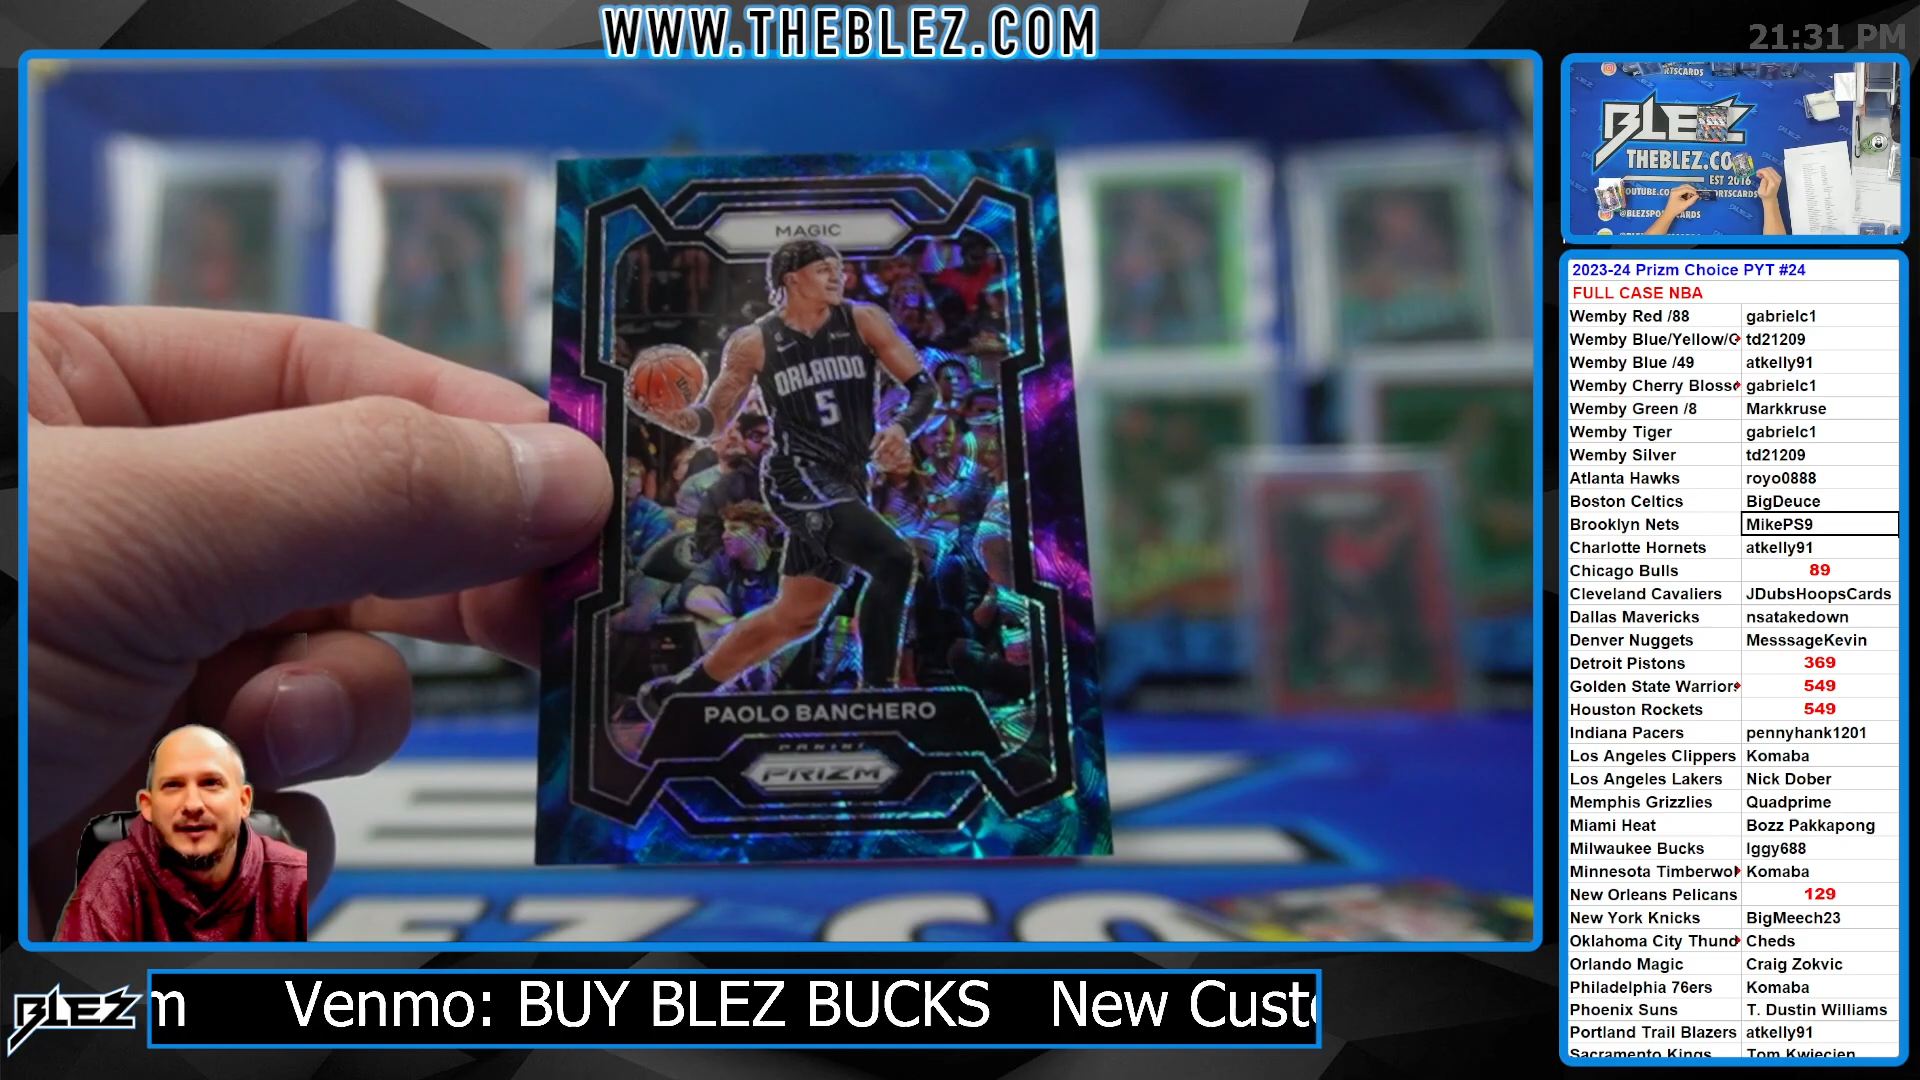 WWW.THEBLEZ.COM
21:31 PM
MAGIC
ORLANDO
5
PAOLO BANCHERO
PANINI
PRIZM
BLEZ
THEBLEZ.CO
EST 2016
2023-24 Prizm Choice PYT #24
FULL CASE NBA
Wemby Red /88 gabrielc1
Wemby Blue/Yellow/G td21209
Wemby Blue /49 atkelly91
Wemby Cherry Blosso gabrielc1
Wemby Green /8 Markkruse
Wemby Tiger gabrielc1
Wemby Silver td21209
Atlanta Hawks royo0888
Boston Celtics BigDeuce
Brooklyn Nets MikePS9
Charlotte Hornets atkelly91
Chicago Bulls 89
Cleveland Cavaliers JDubsHoopsCards
Dallas Mavericks nsatakedown
Denver Nuggets MesssageKevin
Detroit Pistons 369
Golden State Warriors 549
Houston Rockets 549
Indiana Pacers pennyhank1201
Los Angeles Clippers Komaba
Los Angeles Lakers Nick Dober
Memphis Grizzlies Quadprime
Miami Heat Bozz Pakkapong
Milwaukee Bucks Iggy688
Minnesota Timberwol Komaba
New Orleans Pelicans 129
New York Knicks BigMeech23
Oklahoma City Thund Cheds
Orlando Magic Craig Zokvic
Philadelphia 76ers Komaba
Phoenix Suns T. Dustin Williams
Portland Trail Blazers atkelly91
Sacramento Kings Tom Kwiecien
BLEZ
m Venmo: BUY BLEZ BUCKS New Custo